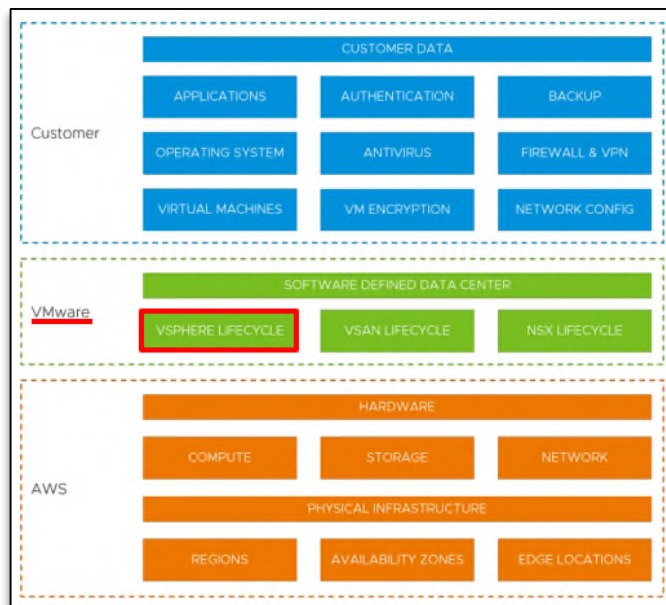 CUSTOMER DATA
Customer
APPLICATIONS
AUTHENTICATION
BACKUP
OPERATING SYSTEM
ANTIVIRUS
FIREWALL & VPN
VIRTUAL MACHINES
VM ENCRYPTION
NETWORK CONFIG
SOFTWARE DEFINED DATA CENTER
VMware
VSPHERE LIFECYCLE
VSAN LIFECYCLE
NSX LIFECYCLE
HARDWARE
AWS
COMPUTE
STORAGE
NETWORK
PHYSICAL INFRASTRUCTURE
REGIONS
AVAILABILITY ZONES
EDGE LOCATIONS